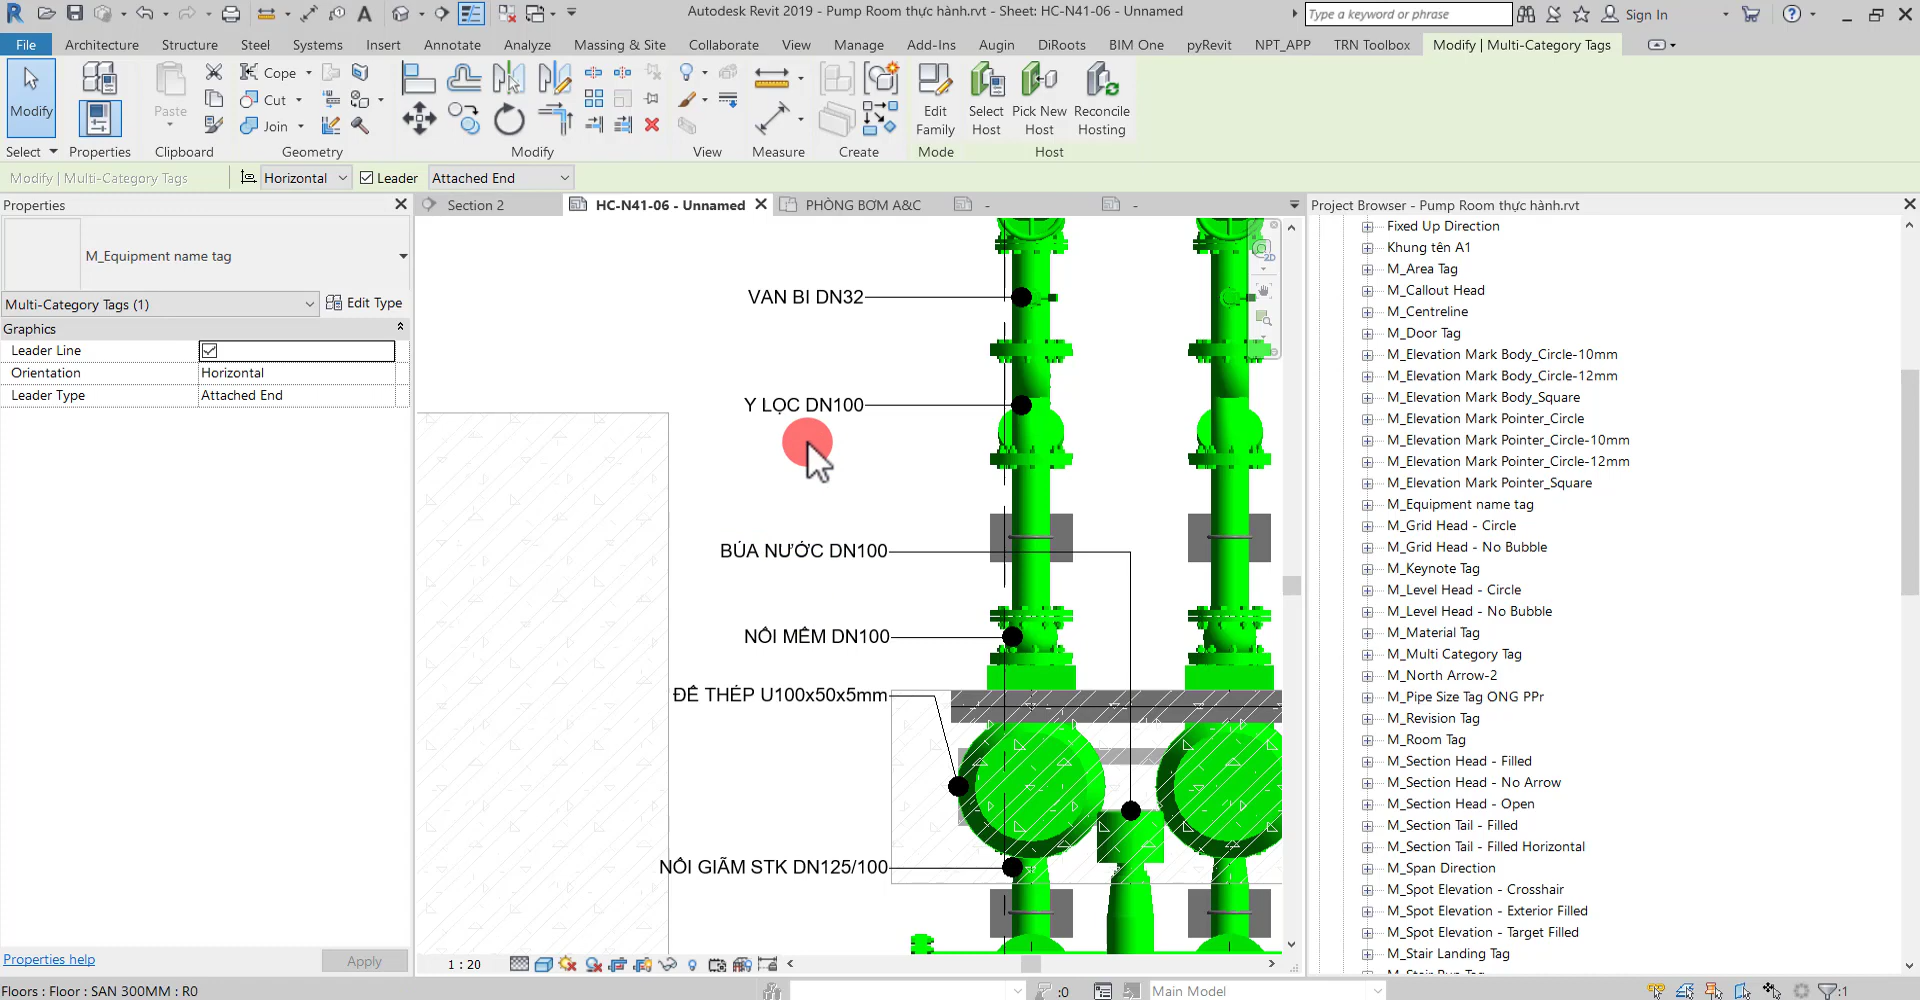 Autodesk Revit 2019 - Pump Room thực hành.rvt - Sheet: HC-N41-06 - Unnamed
Type a keyword or phrase
Sign In
File
Architecture
Structure
Steel
Systems
Insert
Annotate
Analyze
Massing & Site
Collaborate
View
Manage
Add-Ins
Augin
DiRoots
BIM One
pyRevit
NPT_APP
TRN Toolbox
Modify | Multi-Category Tags
Modify
Paste
Cope
Cut
Join
Edit Family
Select Host
Pick New Host
Reconcile Hosting
Select
Properties
Clipboard
Geometry
Modify
View
Measure
Create
Mode
Host
Modify | Multi-Category Tags
Horizontal
Leader
Attached End
Properties
M_Equipment name tag
Multi-Category Tags (1)
Edit Type
Graphics
Leader Line
Orientation Horizontal
Leader Type Attached End
Properties help
Apply
Section 2
HC-N41-06 - Unnamed
PHÒNG BƠM A&C
-
-
2D
VAN BI DN32
Y LỌC DN100
BÚA NƯỚC DN100
NỐI MỀM DN100
ĐẾ THÉP U100x50x5mm
NỐI GIÃM STK DN125/100
1 : 20
Project Browser - Pump Room thực hành.rvt
Fixed Up Direction
Khung tên A1
M_Area Tag
M_Callout Head
M_Centreline
M_Door Tag
M_Elevation Mark Body_Circle-10mm
M_Elevation Mark Body_Circle-12mm
M_Elevation Mark Body_Square
M_Elevation Mark Pointer_Circle
M_Elevation Mark Pointer_Circle-10mm
M_Elevation Mark Pointer_Circle-12mm
M_Elevation Mark Pointer_Square
M_Equipment name tag
M_Grid Head - Circle
M_Grid Head - No Bubble
M_Keynote Tag
M_Level Head - Circle
M_Level Head - No Bubble
M_Material Tag
M_Multi Category Tag
M_North Arrow-2
M_Pipe Size Tag ONG PPr
M_Revision Tag
M_Room Tag
M_Section Head - Filled
M_Section Head - No Arrow
M_Section Head - Open
M_Section Tail - Filled
M_Section Tail - Filled Horizontal
M_Span Direction
M_Spot Elevation - Crosshair
M_Spot Elevation - Exterior Filled
M_Spot Elevation - Target Filled
M_Stair Landing Tag
M_Stair Run Tag
Floors : Floor : SAN 300MM : R0
:0
Main Model
:1